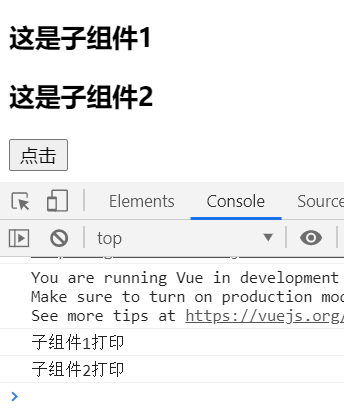 这是子组件1
这是子组件2
点击
Elements Console Source
top
You are running Vue in development
Make sure to turn on production mod
See more tips at https://vuejs.org/
子组件1打印
子组件2打印